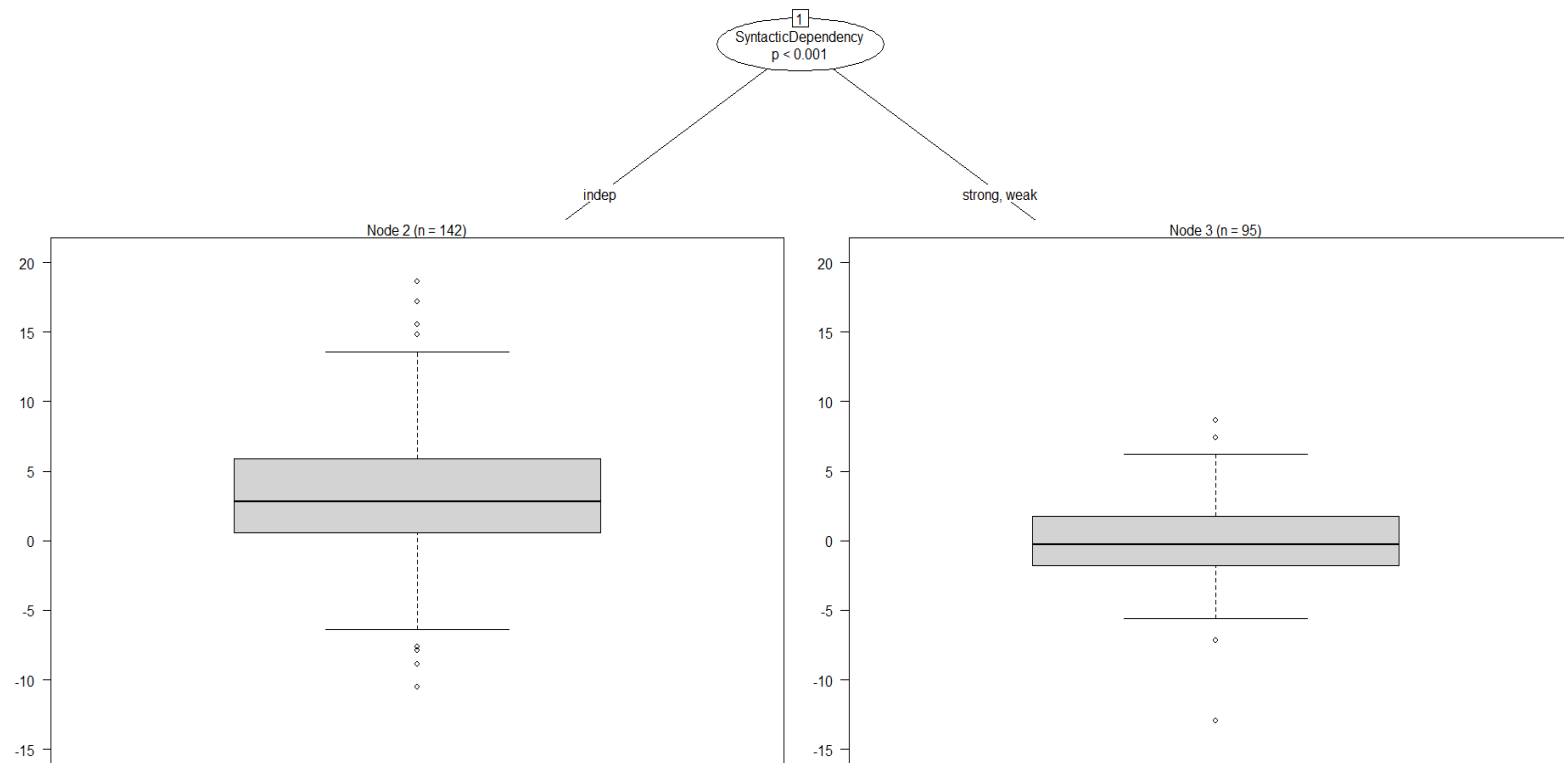 1
SyntacticDependency
p < 0.001
indep
strong, weak
Node 2 (n = 142)
20
15
10
5
0
-5
-10
-15
Node 3 (n = 95)
20
15
10
5
0
-5
-10
-15